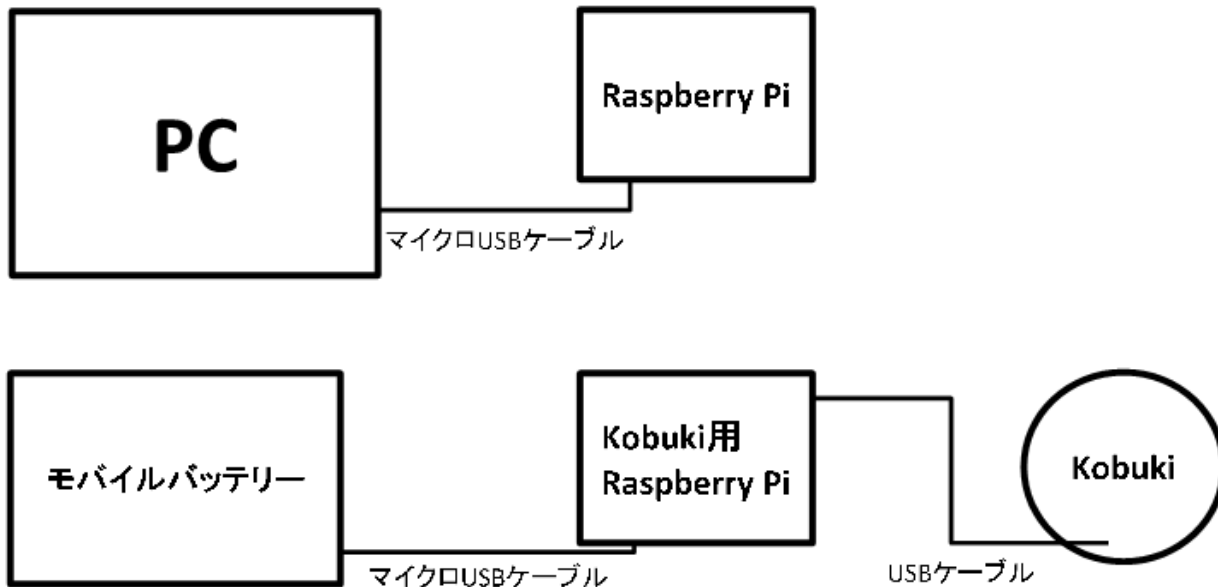 PC
Raspberry Pi
マイクロUSBケーブル
モバイルバッテリー
Kobuki用
Raspberry Pi
Kobuki
マイクロUSBケーブル
USBケーブル